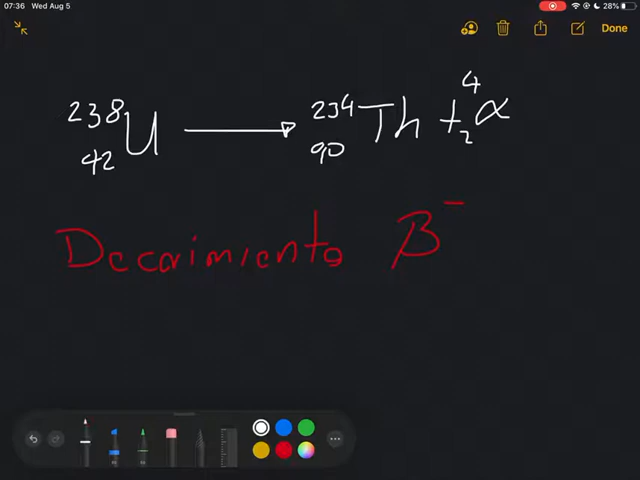 07:36 Wed Aug 5 28%
Done
²³⁸₄₂U ⟶ ²³⁴₉₀Th + ⁴₂α
Decaimiento β⁻